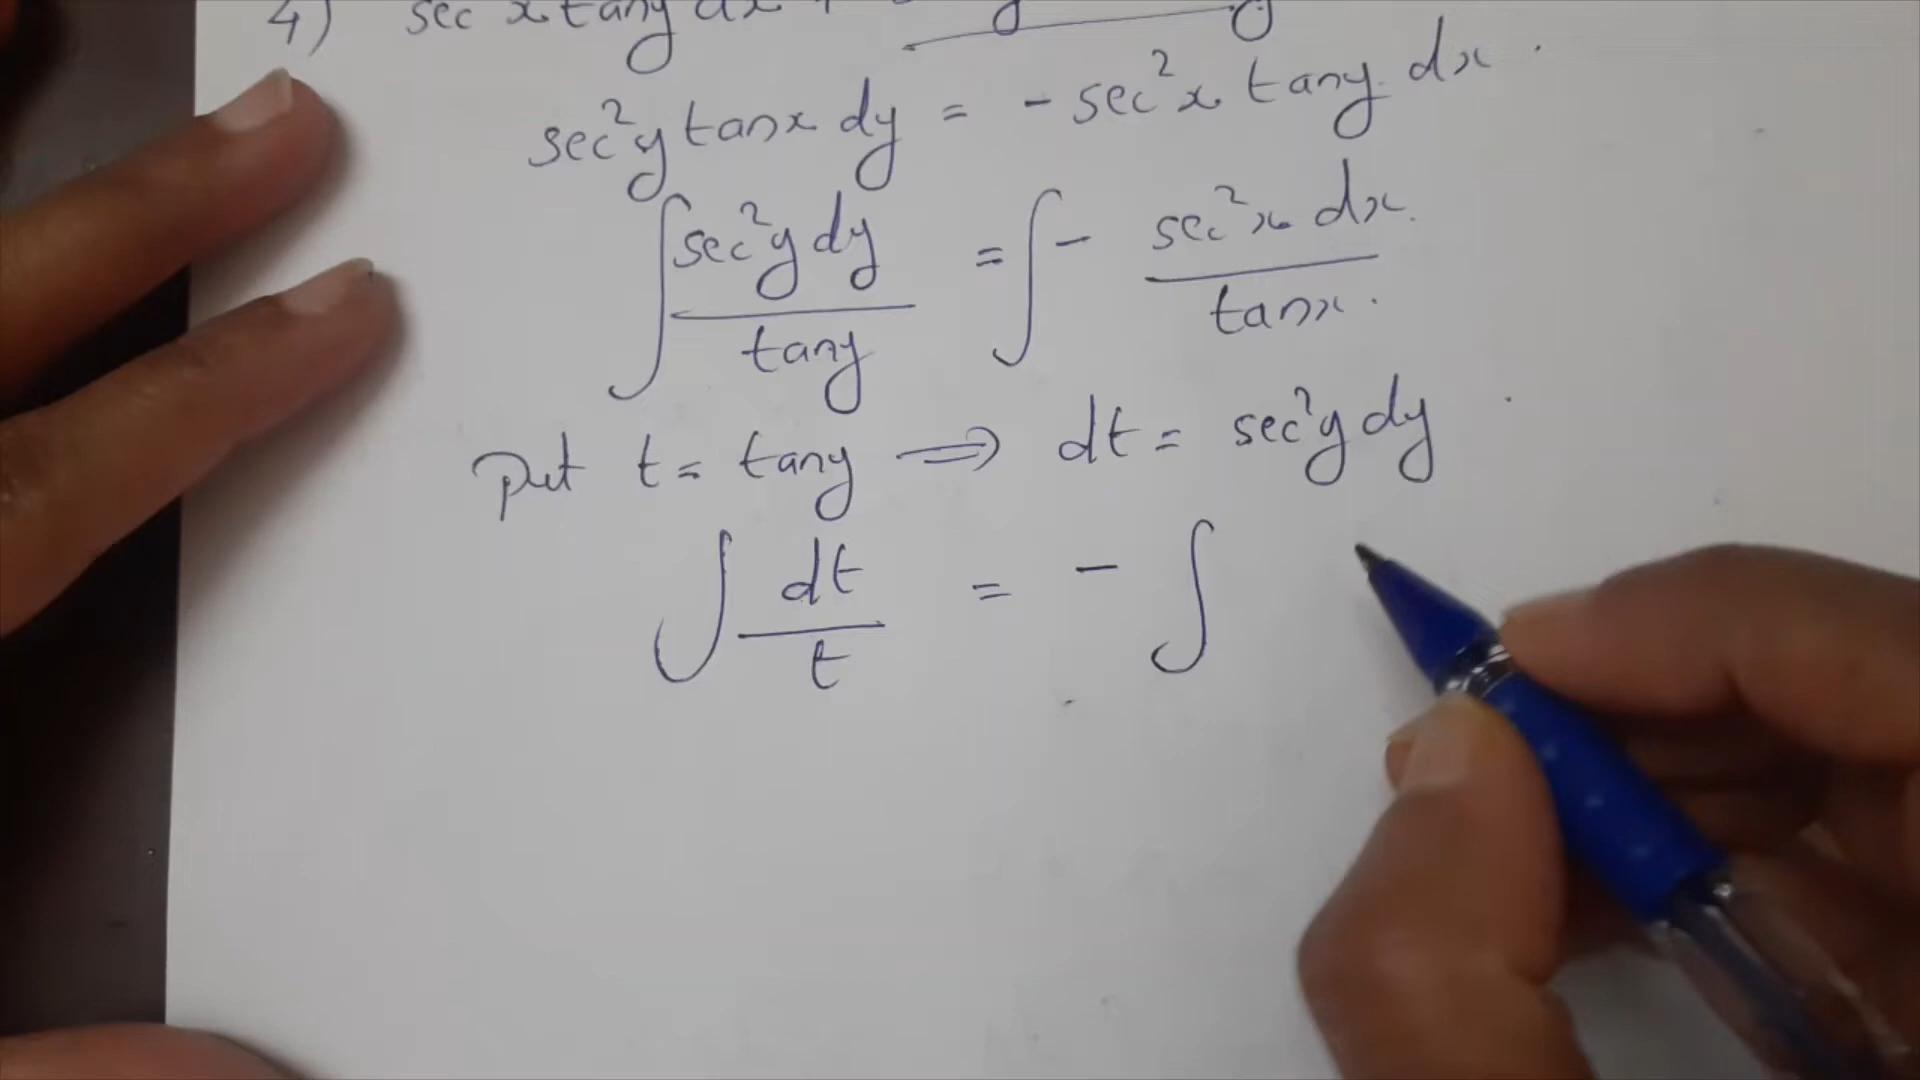 4) sec x tany dx
sec²y tanx dy = - sec²x tany dx.
∫ sec²y dy / tany = ∫ - sec²x dx / tanx.
Put t = tany ⇒ dt = sec²y dy
∫ dt / t = - ∫